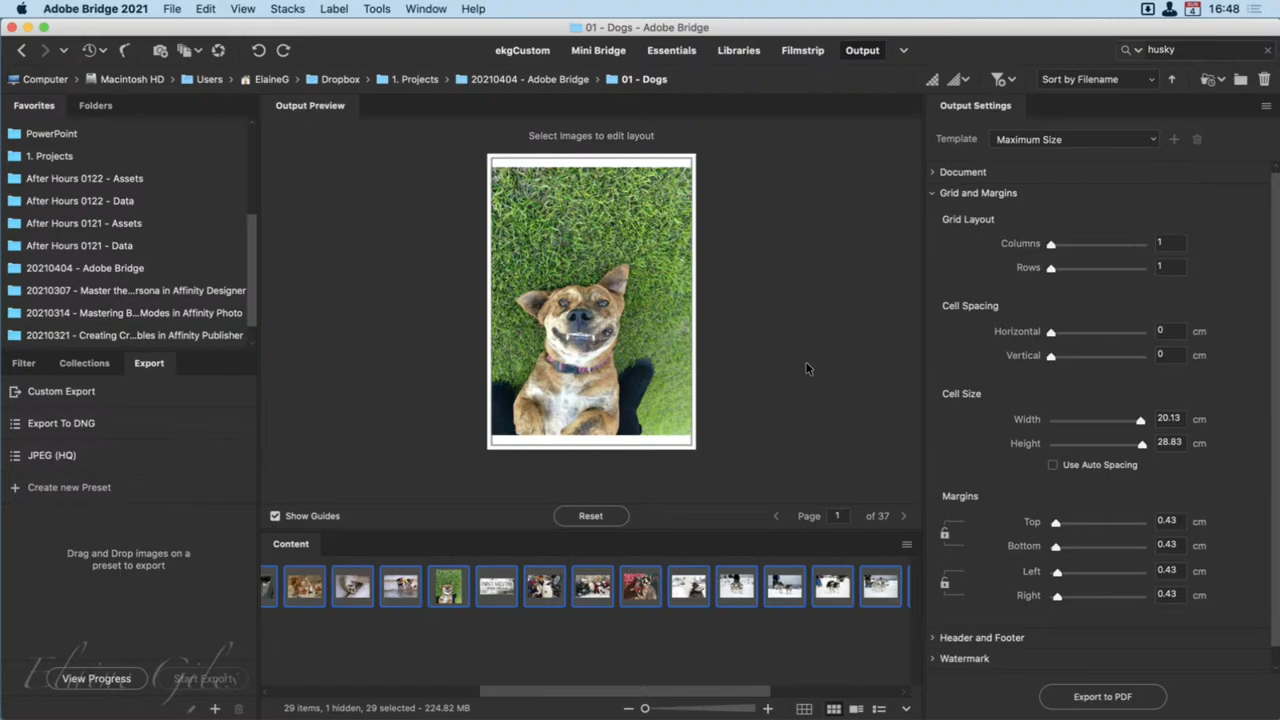 Adobe Bridge 2021 File Edit View Stacks Label Tools Window Help 4 16:48
01 - Dogs - Adobe Bridge
ekgCustom Mini Bridge Essentials Libraries Filmstrip Output husky
Computer Macintosh HD Users ElaineG Dropbox 1. Projects 20210404 - Adobe Bridge 01 - Dogs Sort by Filename
Favorites Folders
PowerPoint
1. Projects
After Hours 0122 - Assets
After Hours 0122 - Data
After Hours 0121 - Assets
After Hours 0121 - Data
20210404 - Adobe Bridge
20210307 - Master the...rsona in Affinity Designer
20210314 - Mastering B...Modes in Affinity Photo
20210321 - Creating Cr...bles in Affinity Publisher
Filter Collections Export
Custom Export
Export To DNG
JPEG (HQ)
Create new Preset
Drag and Drop images on a
preset to export
View Progress Start Export
Output Preview
Select Images to edit layout
Show Guides Reset Page 1 of 37
Content
29 items, 1 hidden, 29 selected - 224.82 MB
Output Settings
Template Maximum Size
Document
Grid and Margins
Grid Layout
Columns 1
Rows 1
Cell Spacing
Horizontal 0 cm
Vertical 0 cm
Cell Size
Width 20.13 cm
Height 28.83 cm
Use Auto Spacing
Margins
Top 0.43 cm
Bottom 0.43 cm
Left 0.43 cm
Right 0.43 cm
Header and Footer
Watermark
Export to PDF